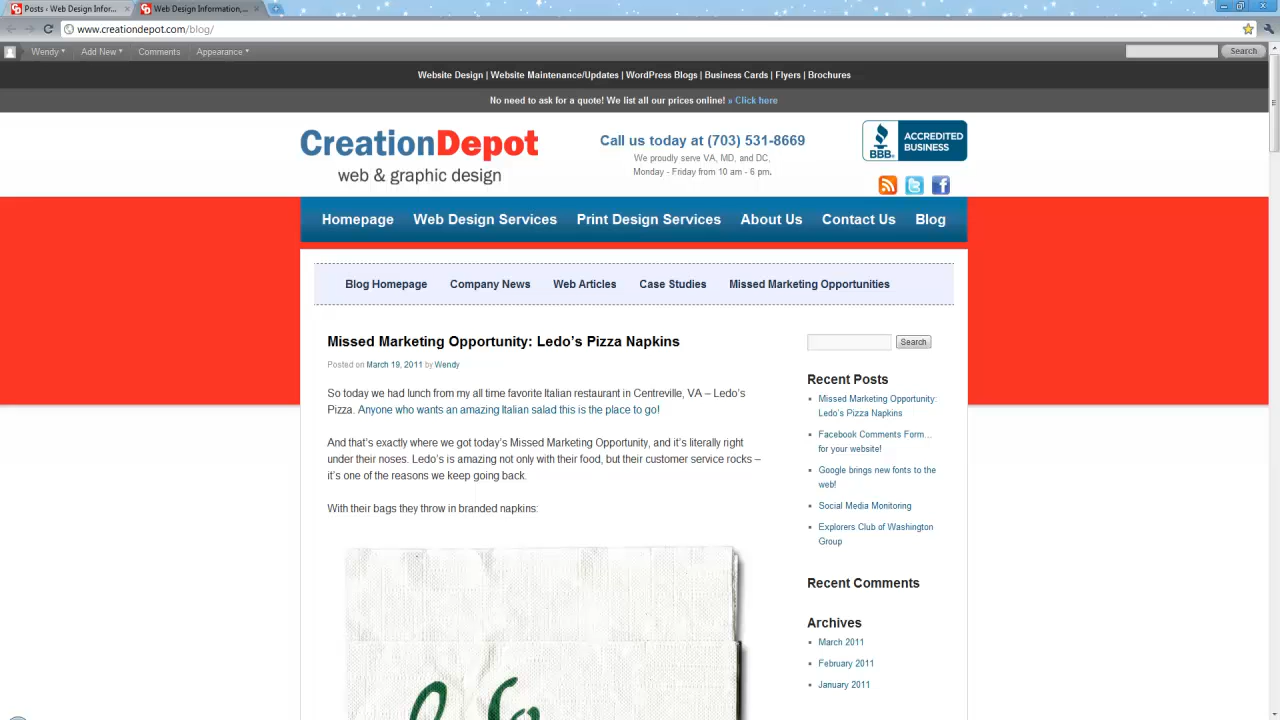 Posts ‹ Web Design Infor...
Web Design Information,...
www.creationdepot.com/blog/
Wendy Add New Comments Appearance Search
Website Design | Website Maintenance/Updates | WordPress Blogs | Business Cards | Flyers | Brochures
No need to ask for a quote! We list all our prices online! » Click here
CreationDepot
web & graphic design
Call us today at (703) 531-8669
We proudly serve VA, MD, and DC,
Monday - Friday from 10 am - 6 pm.
BBB. ACCREDITED BUSINESS
Homepage Web Design Services Print Design Services About Us Contact Us Blog
Blog Homepage Company News Web Articles Case Studies Missed Marketing Opportunities
Missed Marketing Opportunity: Ledo's Pizza Napkins
Posted on March 19, 2011 by Wendy
So today we had lunch from my all time favorite Italian restaurant in Centreville, VA – Ledo's
Pizza. Anyone who wants an amazing Italian salad this is the place to go!
And that's exactly where we got today's Missed Marketing Opportunity, and it's literally right
under their noses. Ledo's is amazing not only with their food, but their customer service rocks –
it's one of the reasons we keep going back.
With their bags they throw in branded napkins:
Search
Recent Posts
Missed Marketing Opportunity:
Ledo's Pizza Napkins
Facebook Comments Form...
for your website!
Google brings new fonts to the
web!
Social Media Monitoring
Explorers Club of Washington
Group
Recent Comments
Archives
March 2011
February 2011
January 2011